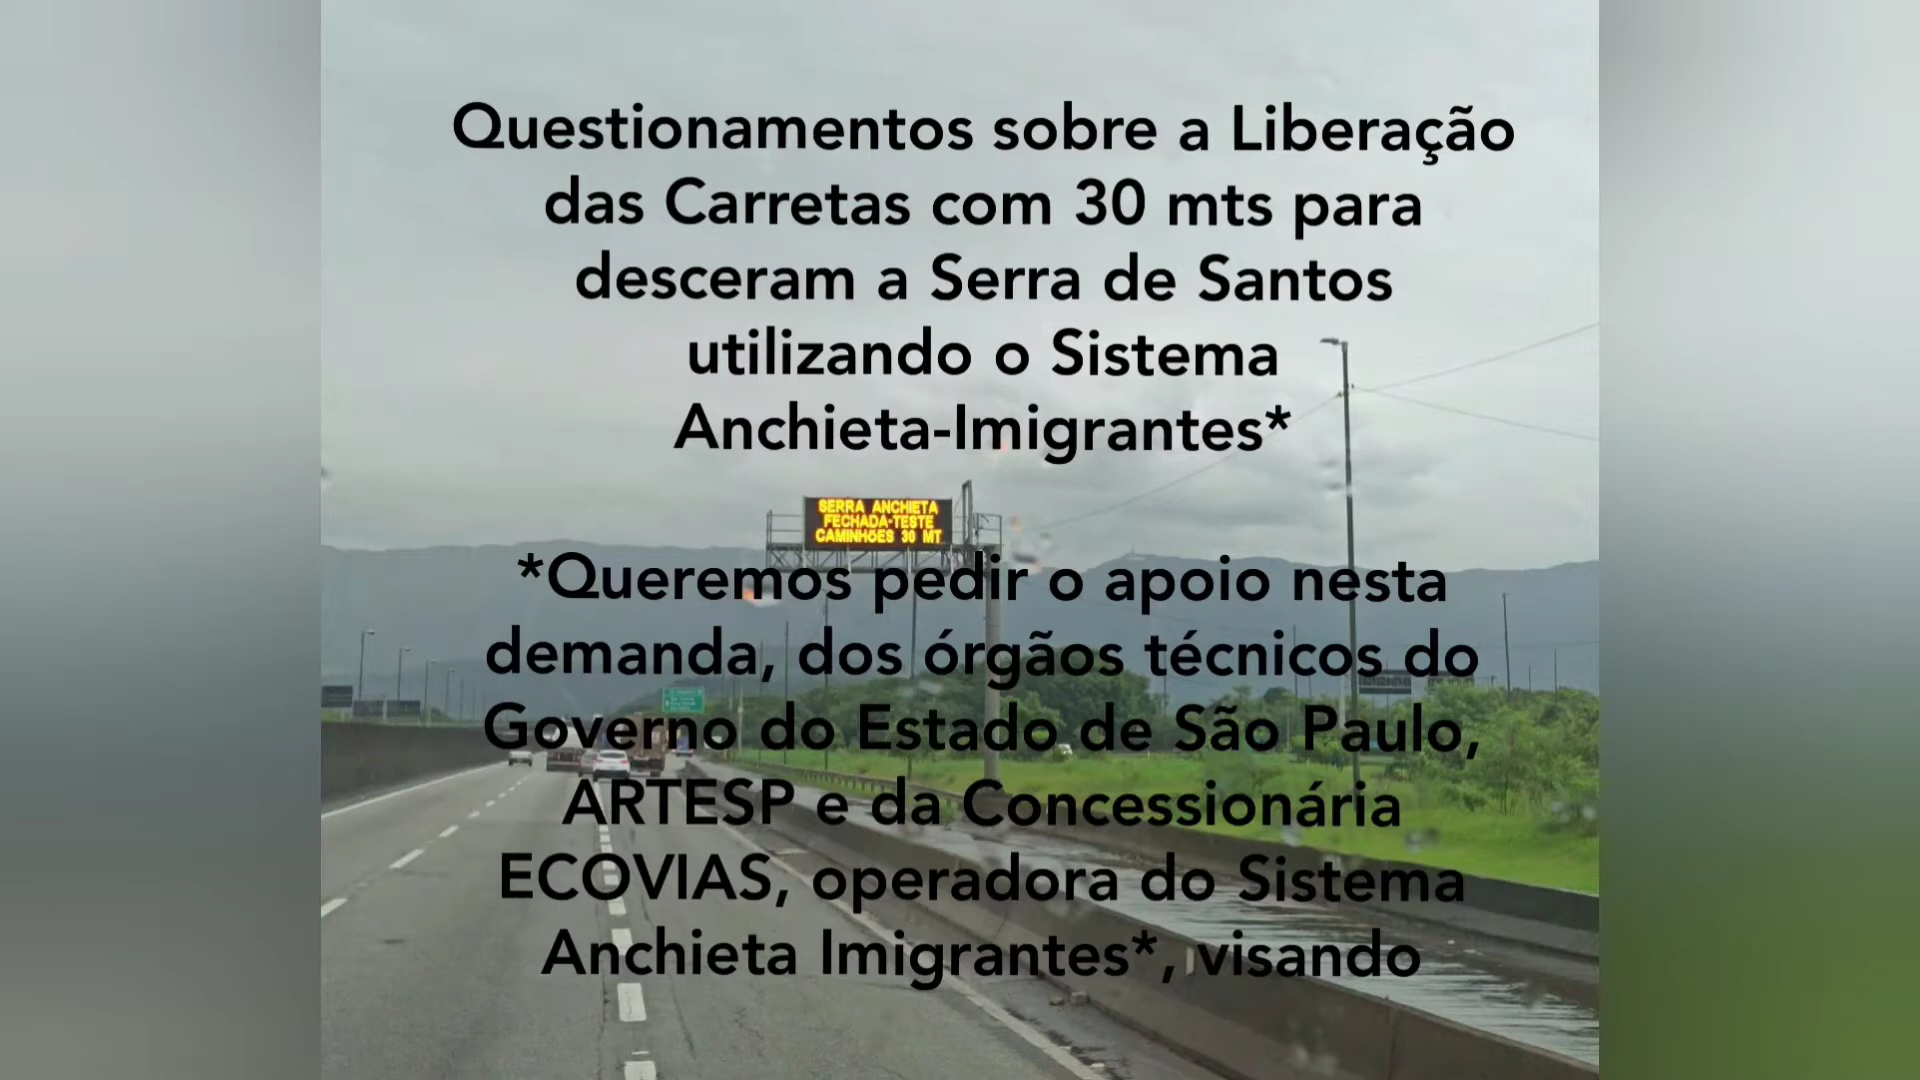 Questionamentos sobre a Liberação
das Carretas com 30 mts para
desceram a Serra de Santos
utilizando o Sistema
Anchieta-Imigrantes*
SERRA ANCHIETA
FECHADA-TESTE
CAMINHÕES 30 MT
*Queremos pedir o apoio nesta
demanda, dos órgãos técnicos do
Governo do Estado de São Paulo,
ARTESP e da Concessionária
ECOVIAS, operadora do Sistema
Anchieta Imigrantes*, visando